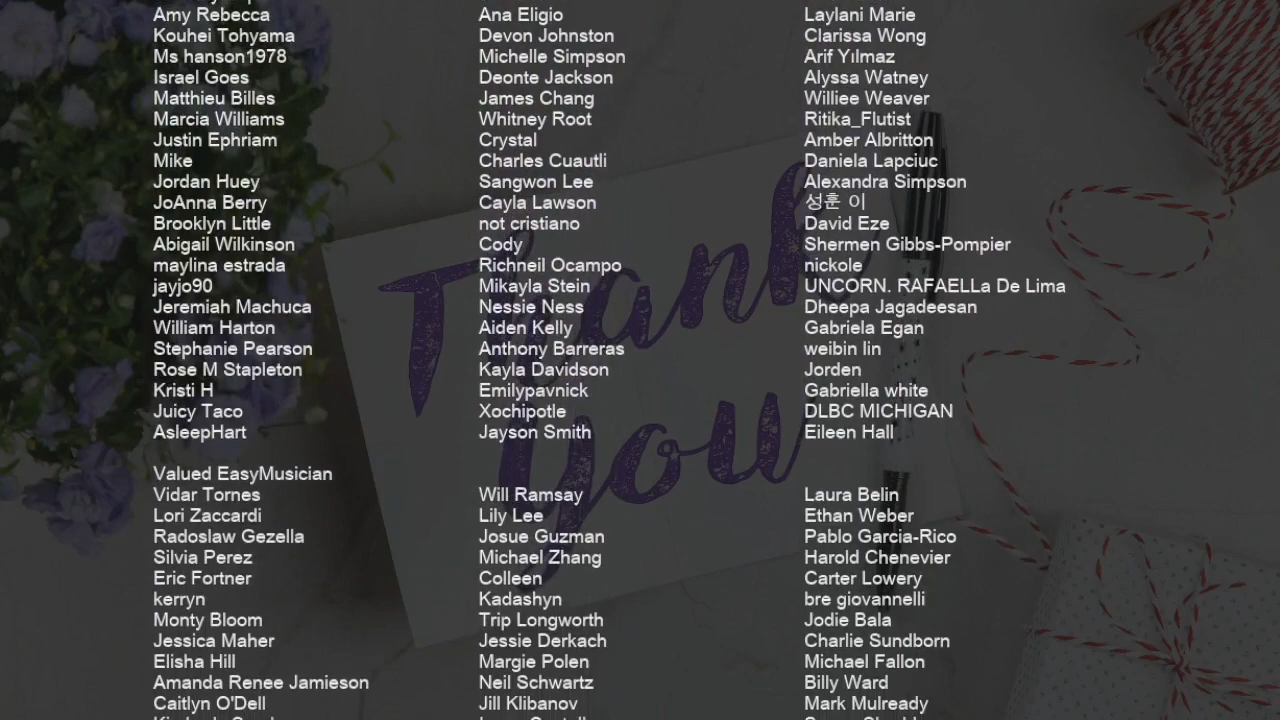 Amy Rebecca Ana Eligio Laylani Marie
Kouhei Tohyama Devon Johnston Clarissa Wong
Ms hanson1978 Michelle Simpson Arif Yılmaz
Israel Goes Deonte Jackson Alyssa Watney
Matthieu Billes James Chang Williee Weaver
Marcia Williams Whitney Root Ritika_Flutist
Justin Ephriam Crystal Amber Albritton
Mike Charles Cuautli Daniela Lapciuc
Jordan Huey Sangwon Lee Alexandra Simpson
JoAnna Berry Cayla Lawson 성훈 이
Brooklyn Little not cristiano David Eze
Abigail Wilkinson Cody Shermen Gibbs-Pompier
maylina estrada Richneil Ocampo nickole
jayjo90 Mikayla Stein UNCORN. RAFAELLa De Lima
Jeremiah Machuca Nessie Ness Dheepa Jagadeesan
William Harton Aiden Kelly Gabriela Egan
Stephanie Pearson Anthony Barreras weibin lin
Rose M Stapleton Kayla Davidson Jorden
Kristi H Emilypavnick Gabriella white
Juicy Taco Xochipotle DLBC MICHIGAN
AsleepHart Jayson Smith Eileen Hall
Valued EasyMusician
Vidar Tornes Will Ramsay Laura Belin
Lori Zaccardi Lily Lee Ethan Weber
Radoslaw Gezella Josue Guzman Pablo Garcia-Rico
Silvia Perez Michael Zhang Harold Chenevier
Eric Fortner Colleen Carter Lowery
kerryn Kadashyn bre giovannelli
Monty Bloom Trip Longworth Jodie Bala
Jessica Maher Jessie Derkach Charlie Sundborn
Elisha Hill Margie Polen Michael Fallon
Amanda Renee Jamieson Neil Schwartz Billy Ward
Caitlyn O'Dell Jill Klibanov Mark Mulready
Thank
you